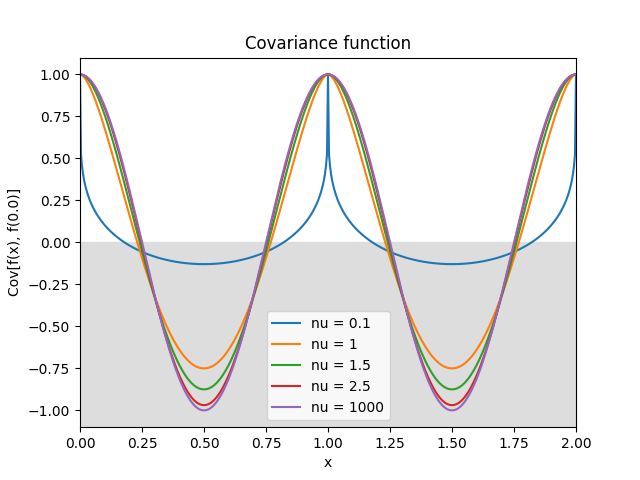 Covariance function
Cov[f(x), f(0.0)]
1.00
0.75
0.50
0.25
0.00
−0.25
−0.50
−0.75
−1.00
nu = 0.1
nu = 1
nu = 1.5
nu = 2.5
nu = 1000
0.00 0.25 0.50 0.75 1.00 1.25 1.50 1.75 2.00
x